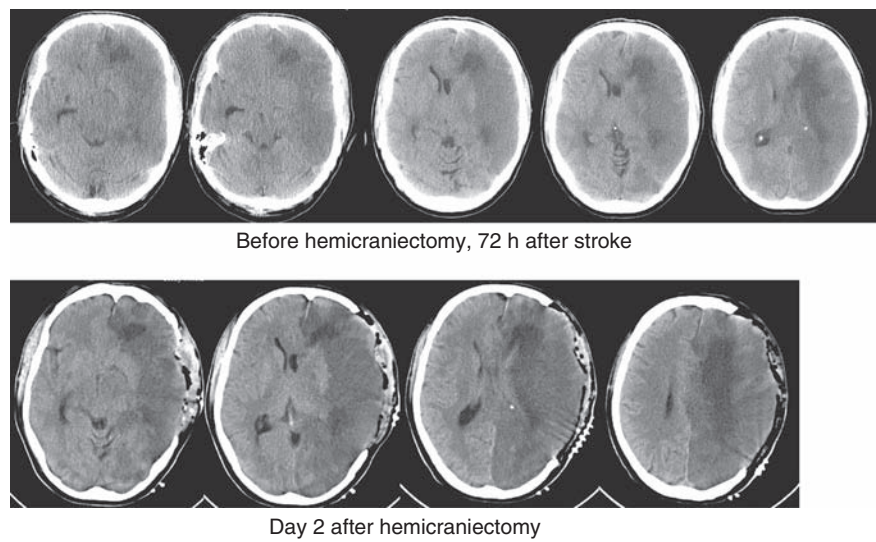 Before hemicraniectomy, 72 h after stroke
Day 2 after hemicraniectomy